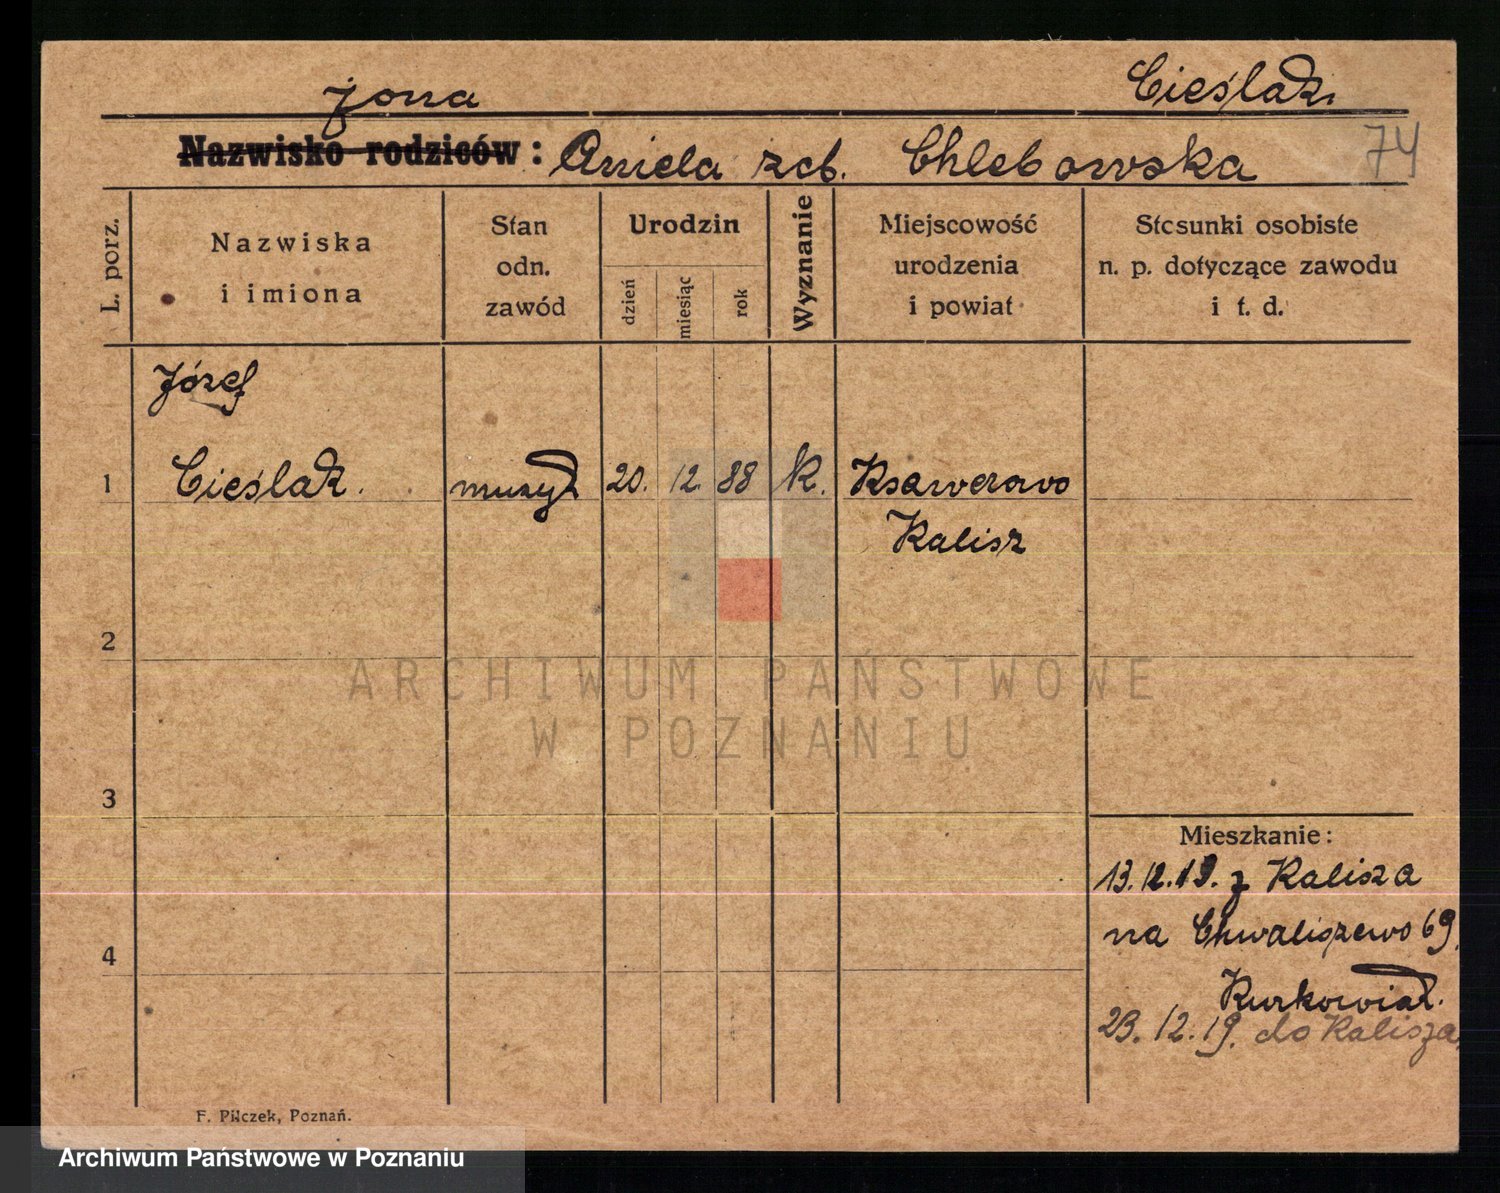 żona Cieślak.
Nazwisko rodziców: Aniela zcb. Chlebowska 74
L. porz.
Nazwiska
i imiona
Stan
odn.
zawód
Urodzin
dzień
miesiąc
rok
Wyznanie
Miejscowość
urodzenia
i powiat
Stosunki osobiste
n. p. dotyczące zawodu
i t. d.
Józef
1 Cieślak. muzyk 20. 12. 88 k. Ksawerowo
Kalisz
2
ARCHIWUM PAŃSTWOWE
W POZNANIU
3
Mieszkanie:
13.12.19. z Kalisza
na Chwaliszewo 69.
4
Kurkowiak.
23.12.19. do Kalisza.
F. Pilczek, Poznań.
Archiwum Państwowe w Poznaniu